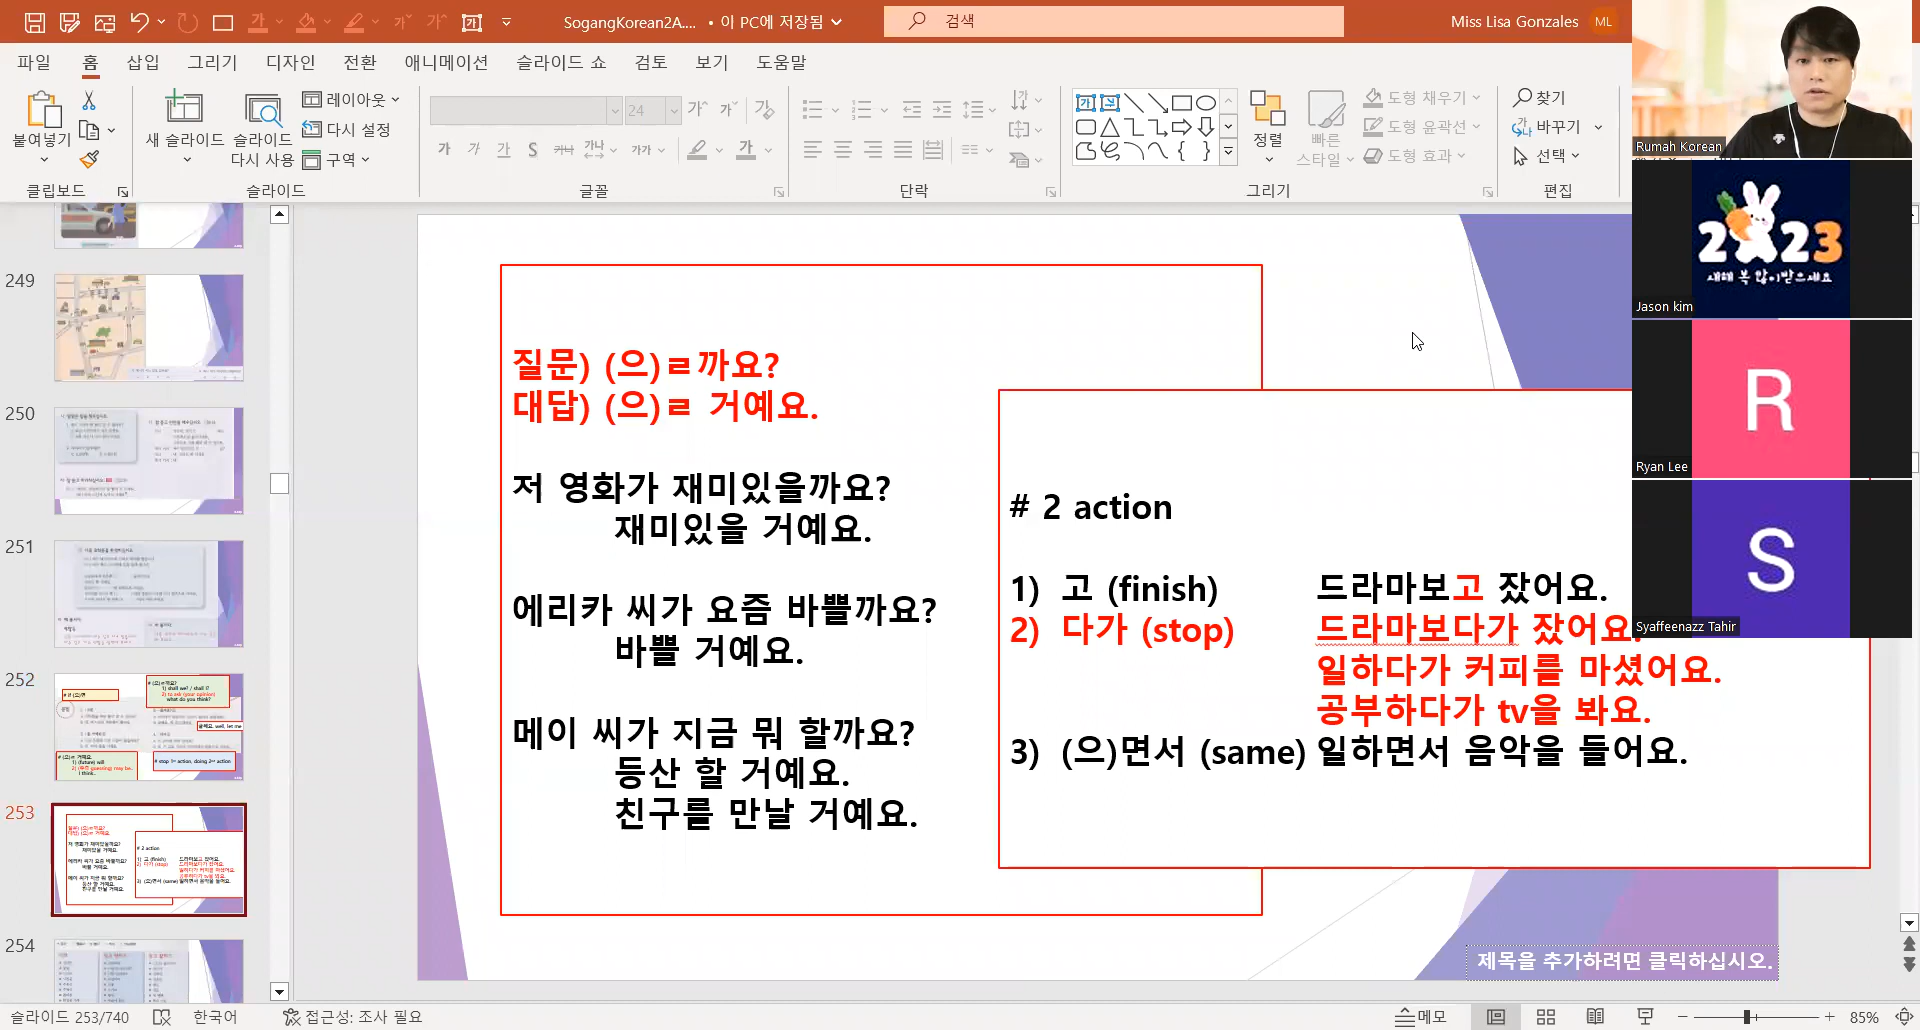 SogangKorean2A.... • 이 PC에 저장됨
검색
Miss Lisa Gonzales
ML
파일 홈 삽입 그리기 디자인 전환 애니메이션 슬라이드 쇼 검토 보기 도움말
붙여넣기
클립보드
새 슬라이드
슬라이드 다시 사용
레이아웃
다시 설정
구역
슬라이드
24
글꼴
단락
정렬
빠른 스타일
도형 채우기
도형 윤곽선
도형 효과
그리기
찾기
바꾸기
선택
편집
Rumah Korean
2023
새해 복 많이받으세요
Jason kim
R
Ryan Lee
S
Syaffeenazz Tahir
249
250
251
252
253
254
질문) (으)ㄹ까요?
대답) (으)ㄹ 거예요.
저 영화가 재미있을까요?
재미있을 거예요.
에리카 씨가 요즘 바쁠까요?
바쁠 거예요.
메이 씨가 지금 뭐 할까요?
등산 할 거예요.
친구를 만날 거예요.
# 2 action
1) 고 (finish) 드라마보고 잤어요.
2) 다가 (stop) 드라마보다가 잤어요.
일하다가 커피를 마셨어요.
공부하다가 tv을 봐요.
3) (으)면서 (same) 일하면서 음악을 들어요.
제목을 추가하려면 클릭하십시오.
슬라이드 253/740
한국어
접근성: 조사 필요
메모
85%